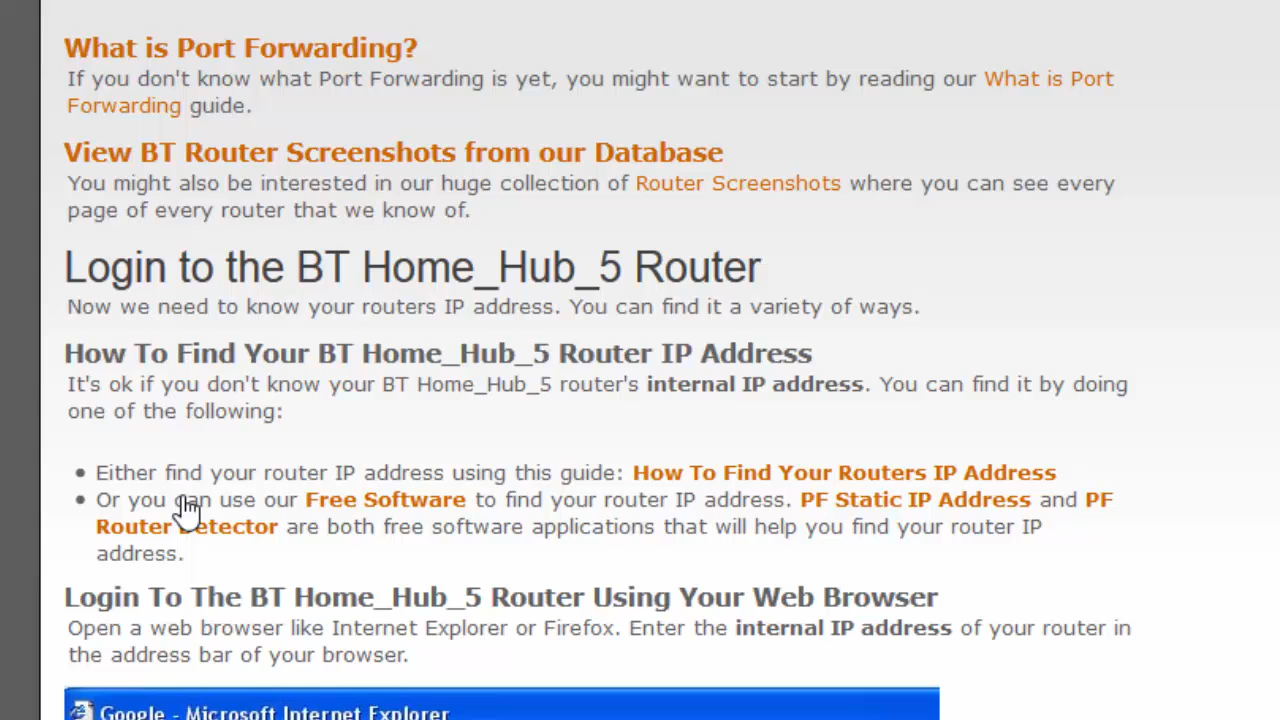 What is Port Forwarding?
If you don't know what Port Forwarding is yet, you might want to start by reading our What is Port
Forwarding guide.
View BT Router Screenshots from our Database
You might also be interested in our huge collection of Router Screenshots where you can see every
page of every router that we know of.
Login to the BT Home_Hub_5 Router
Now we need to know your routers IP address. You can find it a variety of ways.
How To Find Your BT Home_Hub_5 Router IP Address
It's ok if you don't know your BT Home_Hub_5 router's internal IP address. You can find it by doing
one of the following:
• Either find your router IP address using this guide: How To Find Your Routers IP Address
• Or you can use our Free Software to find your router IP address. PF Static IP Address and PF
Router Detector are both free software applications that will help you find your router IP
address.
Login To The BT Home_Hub_5 Router Using Your Web Browser
Open a web browser like Internet Explorer or Firefox. Enter the internal IP address of your router in
the address bar of your browser.
Google - Microsoft Internet Explorer